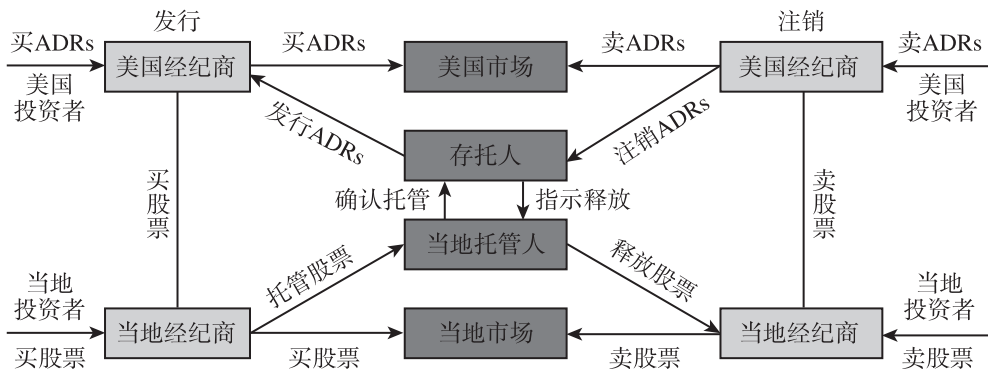 发行
注销
买ADRs
买ADRs
卖ADRs
卖ADRs
美国经纪商
美国市场
美国经纪商
美国
投资者
美国
投资者
发行ADRs
注销ADRs
存托人
买
股
票
确认托管
指示释放
卖
股
票
当地托管人
托管股票
释放股票
当地
投资者
当地
投资者
当地经纪商
当地市场
当地经纪商
买股票
买股票
卖股票
卖股票